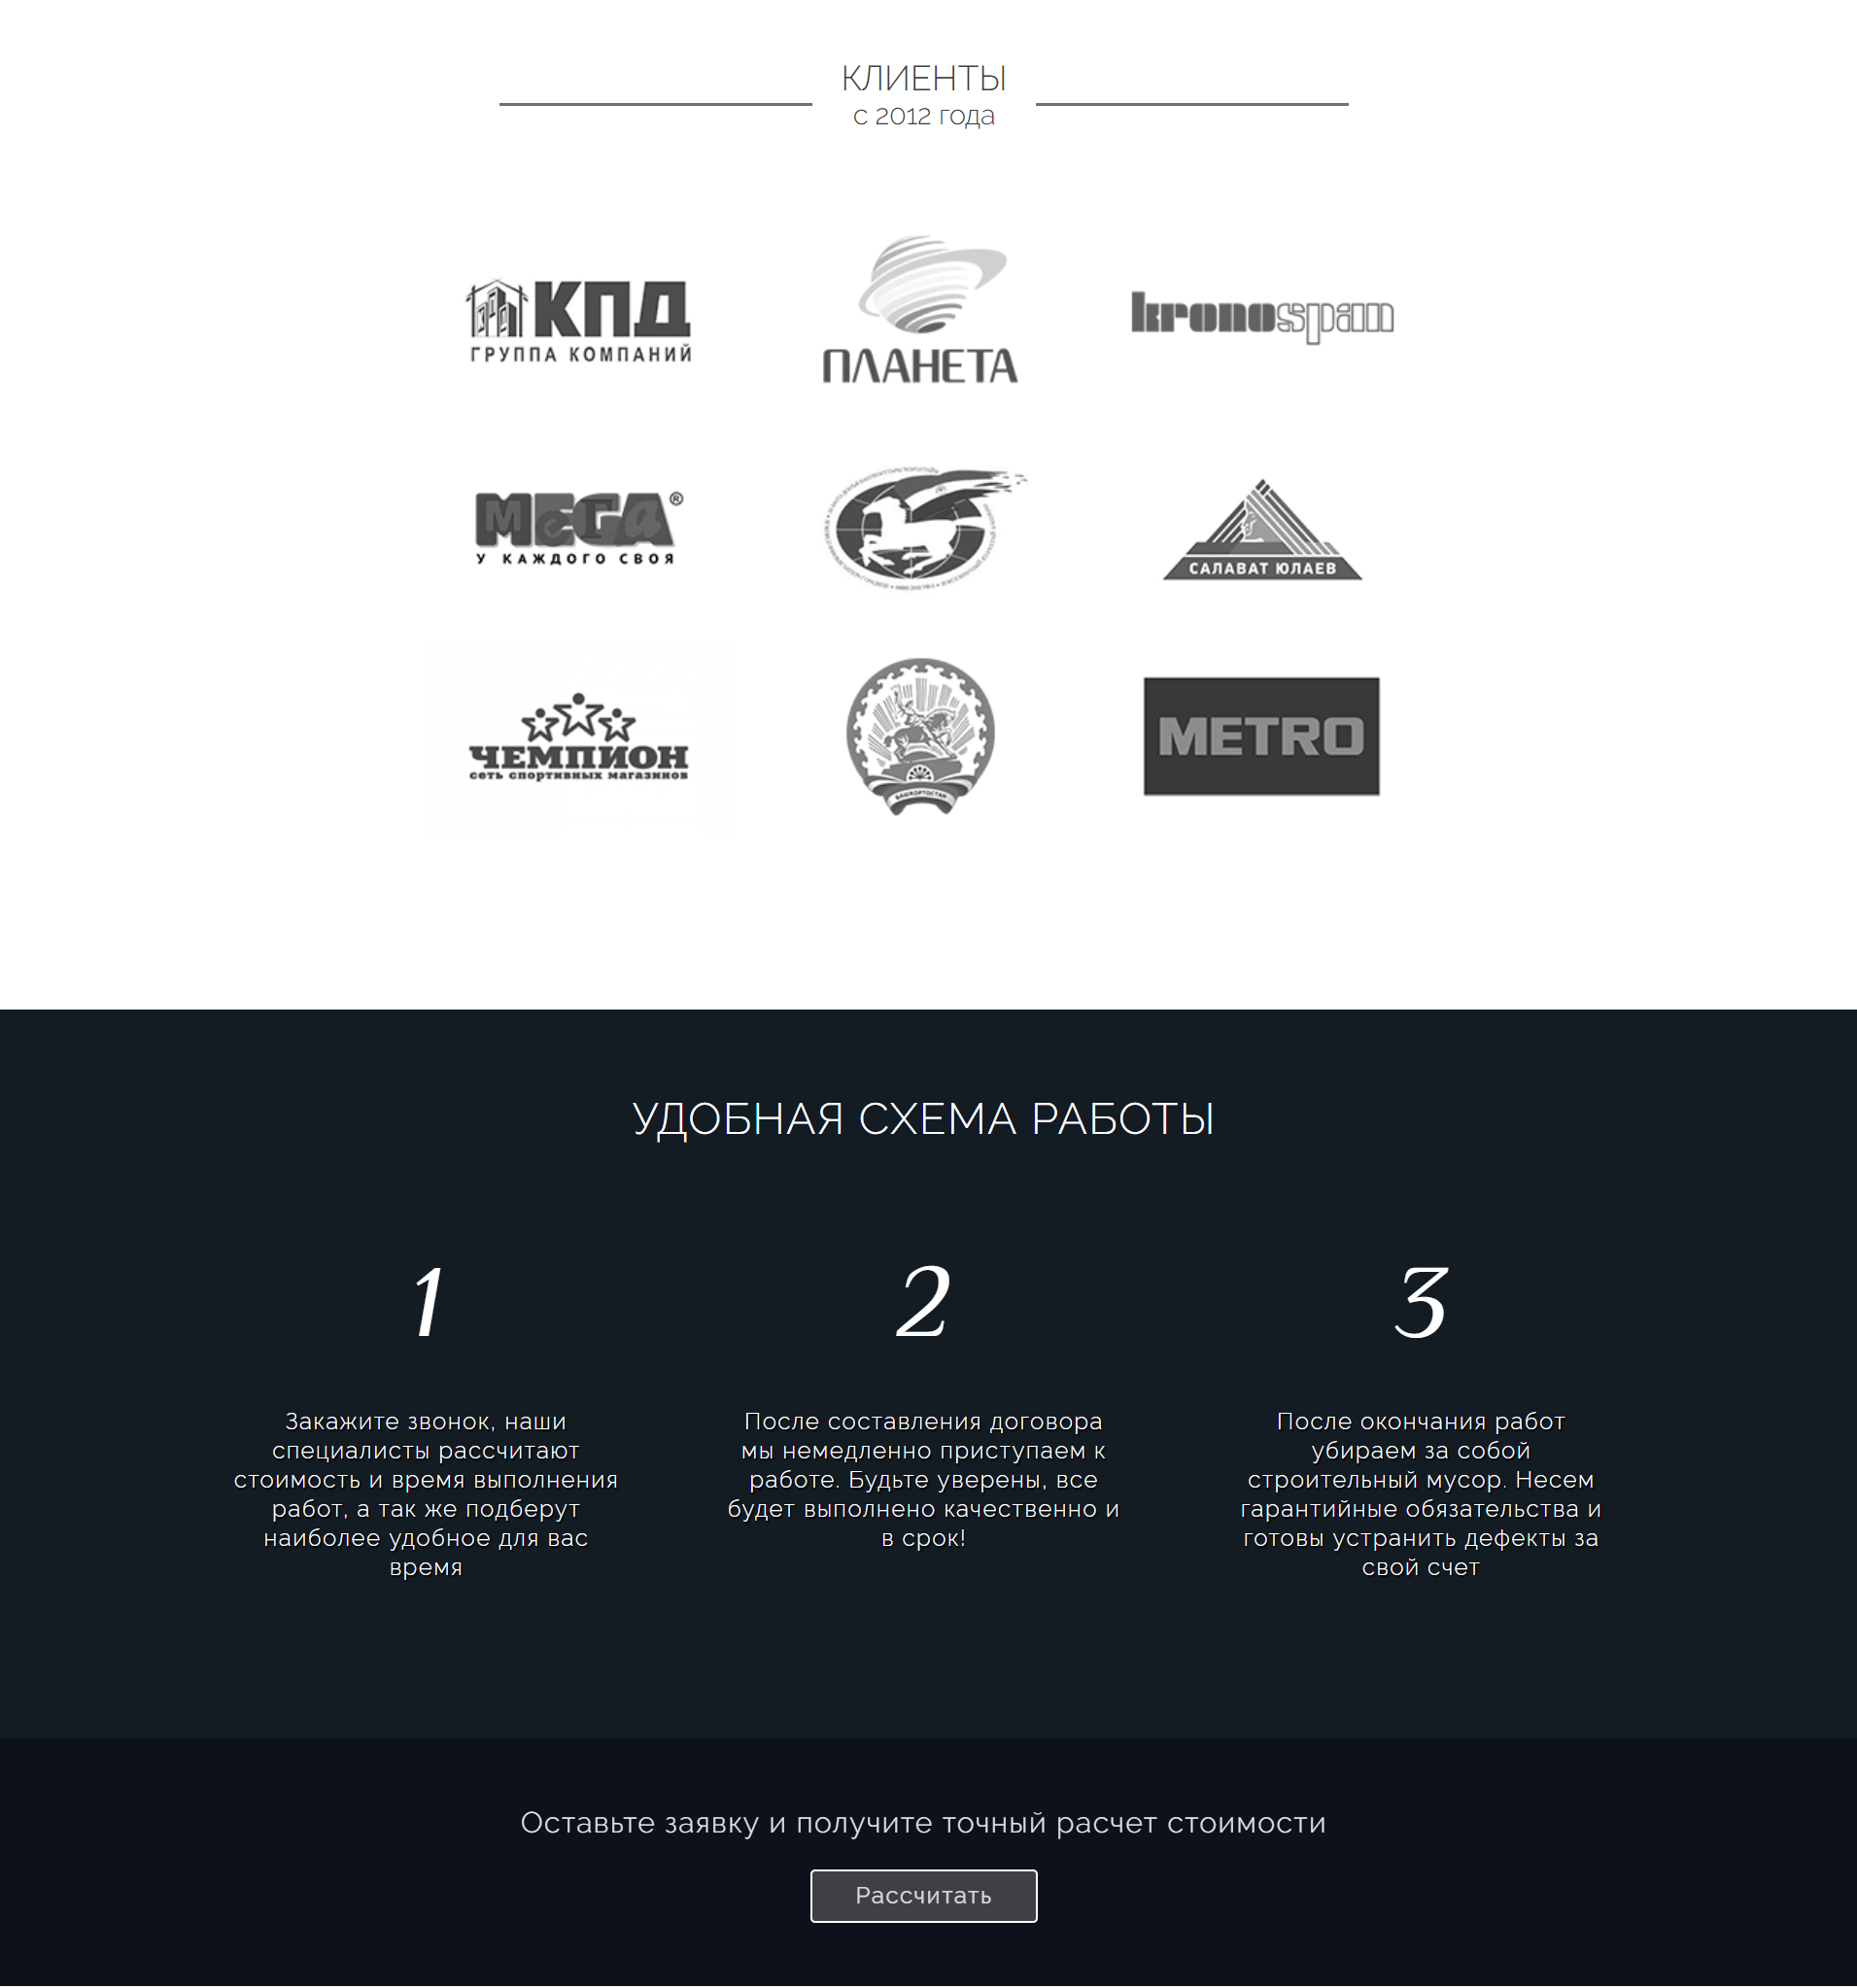 КЛИЕНТЫ
с 2012 года
КПД
ГРУППА КОМПАНИЙ
ПЛАНЕТА
kronospan
МЕГА®
У КАЖДОГО СВОЯ
САЛАВАТ ЮЛАЕВ
ЧЕМПИОН
сеть спортивных магазинов
БАШКОРТОСТАН
METRO
УДОБНАЯ СХЕМА РАБОТЫ
1
2
3
Закажите звонок, наши
специалисты рассчитают
стоимость и время выполнения
работ, а так же подберут
наиболее удобное для вас
время
После составления договора
мы немедленно приступаем к
работе. Будьте уверены, все
будет выполнено качественно и
в срок!
После окончания работ
убираем за собой
строительный мусор. Несем
гарантийные обязательства и
готовы устранить дефекты за
свой счет
Оставьте заявку и получите точный расчет стоимости
Рассчитать